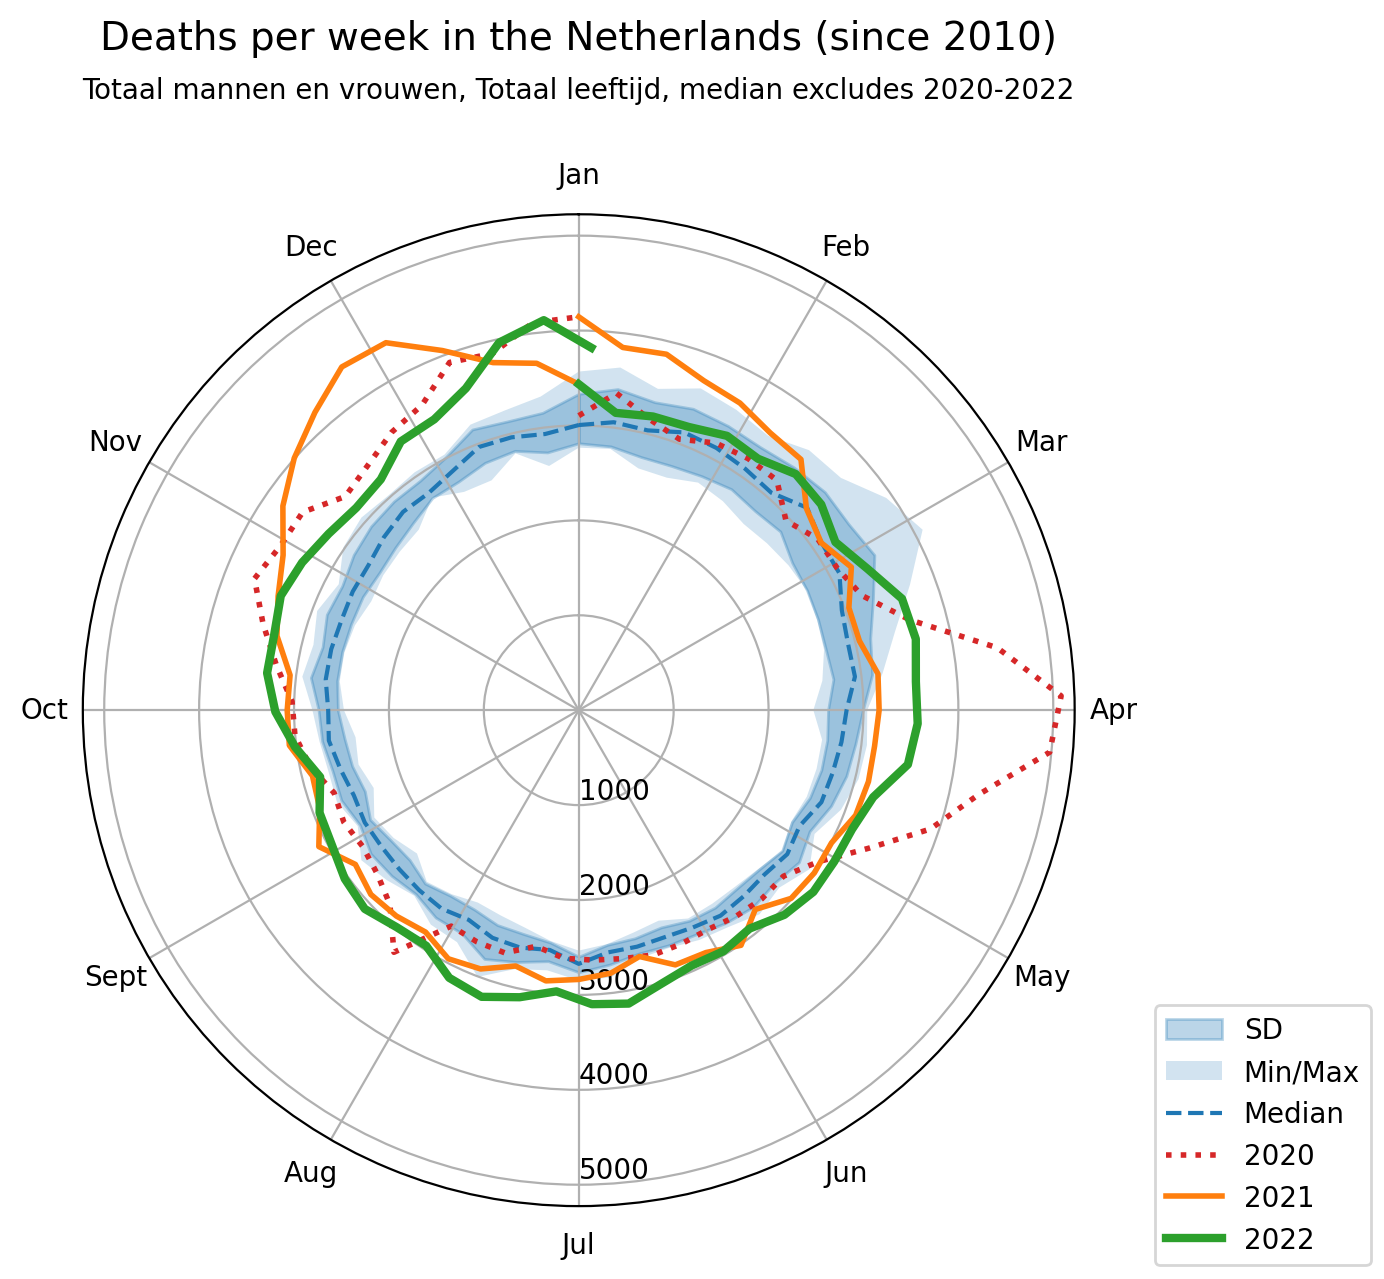 Deaths per week in the Netherlands (since 2010)
Totaal mannen en vrouwen, Totaal leeftijd, median excludes 2020-2022
Jan
Dec
Feb
Nov
Mar
Oct
Apr
1000
2000
3000
Sept
May
4000
5000
Aug
Jun
Jul
SD
Min/Max
Median
2020
2021
2022